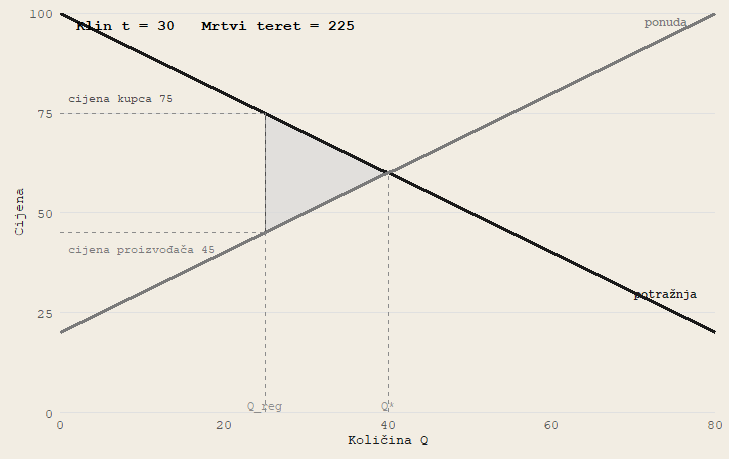 100
Klin t = 30   Mrtvi teret = 225
ponuda
cijena kupca 75
75
Cijena
50
cijena proizvođača 45
potražnja
25
Q_reg
Q*
0
0
20
40
60
80
Količina Q